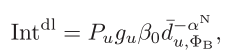 Int^{dl} = P_u g_u β_0 \bar{d}_{u,Φ_B}^{-α^N},